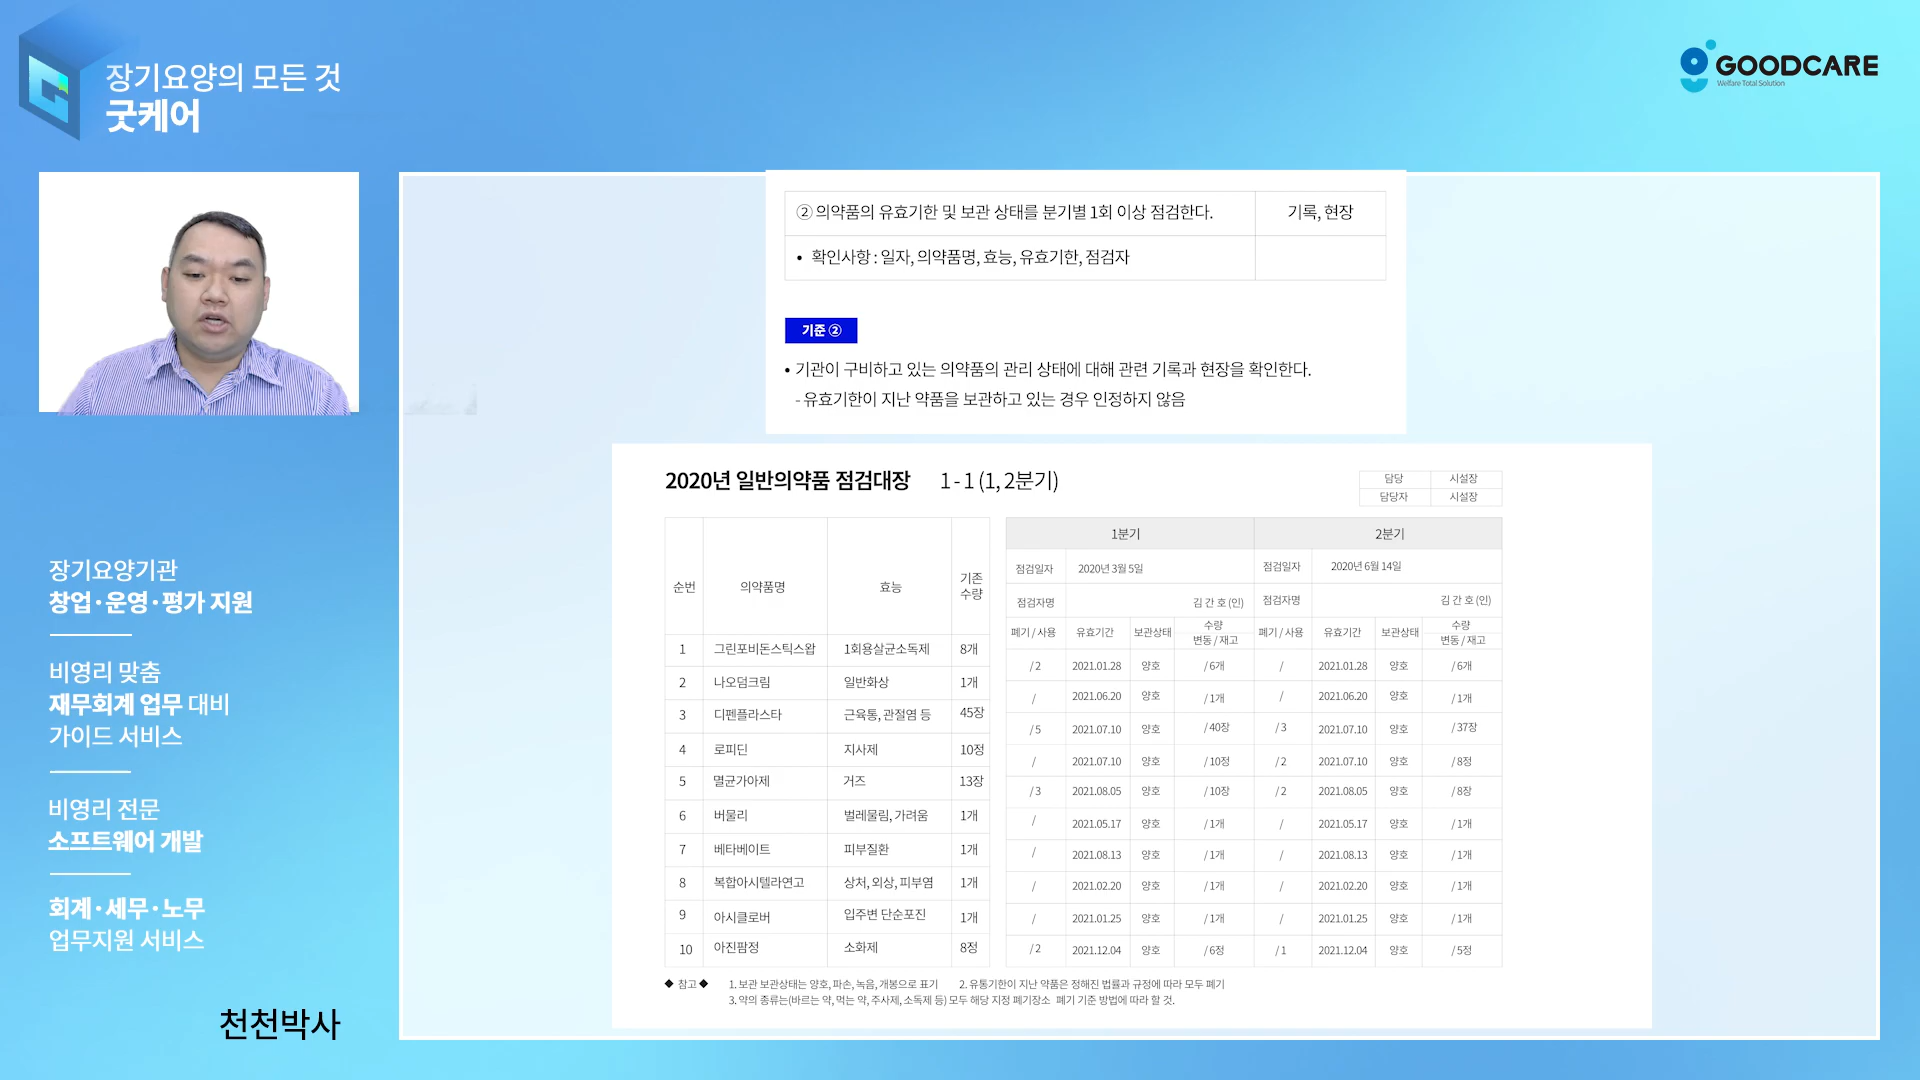 장기요양의 모든 것
굿케어
GOODCARE
Welfare Total Solution
② 의약품의 유효기한 및 보관 상태를 분기별 1회 이상 점검한다. 기록, 현장
• 확인사항 : 일자, 의약품명, 효능, 유효기한, 점검자
기준 ②
• 기관이 구비하고 있는 의약품의 관리 상태에 대해 관련 기록과 현장을 확인한다.
- 유효기한이 지난 약품을 보관하고 있는 경우 인정하지 않음
2020년 일반의약품 점검대장 1 - 1 (1, 2분기)
담당 시설장
담당자 시설장
순번 의약품명 효능 기존 수량
1분기 2분기
점검일자 2020년 3월 5일 점검일자 2020년 6월 14일
점검자명 김 간 호 (인) 점검자명 김 간 호 (인)
폐기 / 사용 유효기간 보관상태 수량 변동 / 재고 폐기 / 사용 유효기간 보관상태 수량 변동 / 재고
1 그린포비돈스틱스왑 1회용살균소독제 8개 / 2 2021.01.28 양호 / 6개 / 2021.01.28 양호 / 6개
2 나오덤크림 일반화상 1개 / 2021.06.20 양호 / 1개 / 2021.06.20 양호 / 1개
3 디펜플라스타 근육통, 관절염 등 45장 / 5 2021.07.10 양호 / 40장 / 3 2021.07.10 양호 / 37장
4 로피딘 지사제 10정 / 2021.07.10 양호 / 10정 / 2 2021.07.10 양호 / 8정
5 멸균가아제 거즈 13장 / 3 2021.08.05 양호 / 10장 / 2 2021.08.05 양호 / 8장
6 버물리 벌레물림, 가려움 1개 / 2021.05.17 양호 / 1개 / 2021.05.17 양호 / 1개
7 베타베이트 피부질환 1개 / 2021.08.13 양호 / 1개 / 2021.08.13 양호 / 1개
8 복합아시텔라연고 상처, 외상, 피부염 1개 / 2021.02.20 양호 / 1개 / 2021.02.20 양호 / 1개
9 아시클로버 입주변 단순포진 1개 / 2021.01.25 양호 / 1개 / 2021.01.25 양호 / 1개
10 아진팜정 소화제 8정 / 2 2021.12.04 양호 / 6정 / 1 2021.12.04 양호 / 5정
◆ 참고 ◆ 1. 보관 보관상태는 양호, 파손, 녹음, 개봉으로 표기 2. 유통기한이 지난 약품은 정해진 법률과 규정에 따라 모두 폐기
3. 약의 종류는(바르는 약, 먹는 약, 주사제, 소독제 등) 모두 해당 지정 폐기장소 폐기 기준 방법에 따라 할 것.
장기요양기관
창업·운영·평가 지원
비영리 맞춤
재무회계 업무 대비
가이드 서비스
비영리 전문
소프트웨어 개발
회계·세무·노무
업무지원 서비스
천천박사